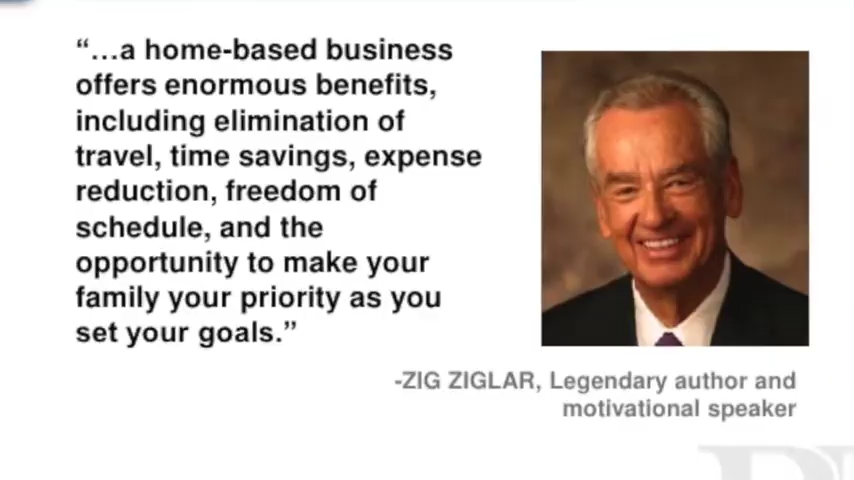 “…a home-based business
offers enormous benefits,
including elimination of
travel, time savings, expense
reduction, freedom of
schedule, and the
opportunity to make your
family your priority as you
set your goals.”
-ZIG ZIGLAR, Legendary author and
motivational speaker